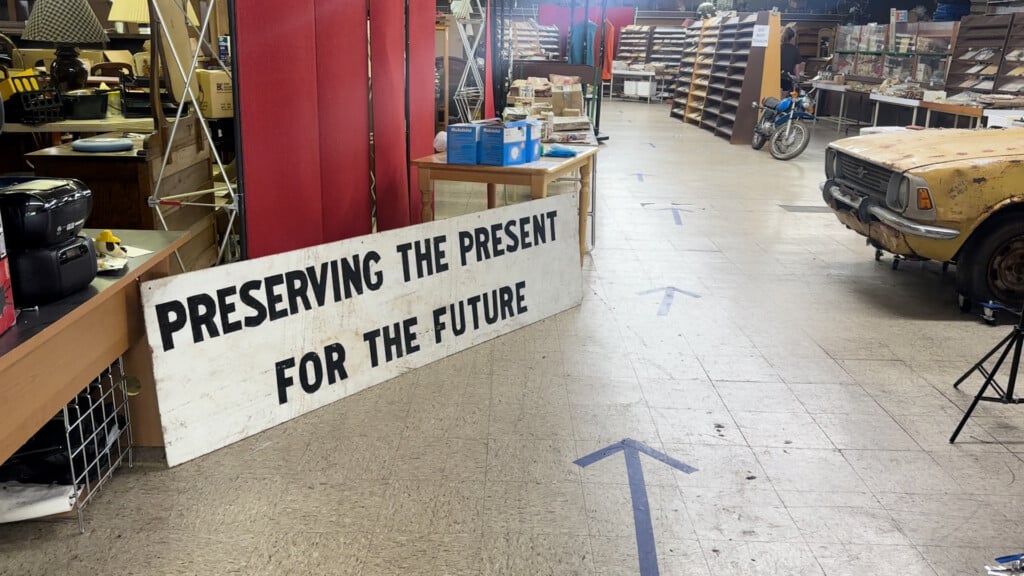 PRESERVING THE PRESENT
FOR THE FUTURE